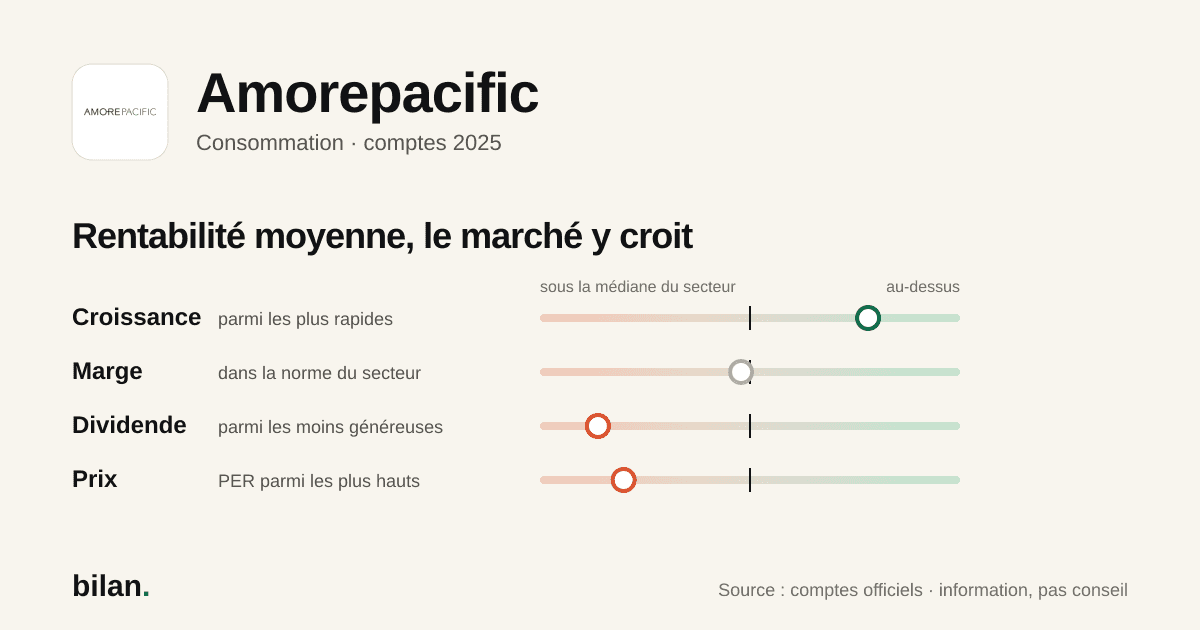 AMOREPACIFIC
Amorepacific
Consommation · comptes 2025
Rentabilité moyenne, le marché y croit
sous la médiane du secteur au-dessus
Croissance parmi les plus rapides
Marge dans la norme du secteur
Dividende parmi les moins généreuses
Prix PER parmi les plus hauts
bilan.
Source : comptes officiels · information, pas conseil